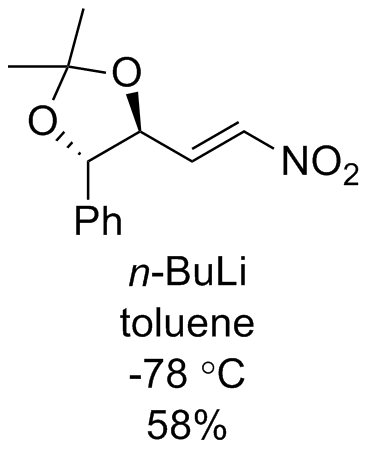 O
O
NO₂
Ph
n-BuLi
toluene
-78 °C
58%